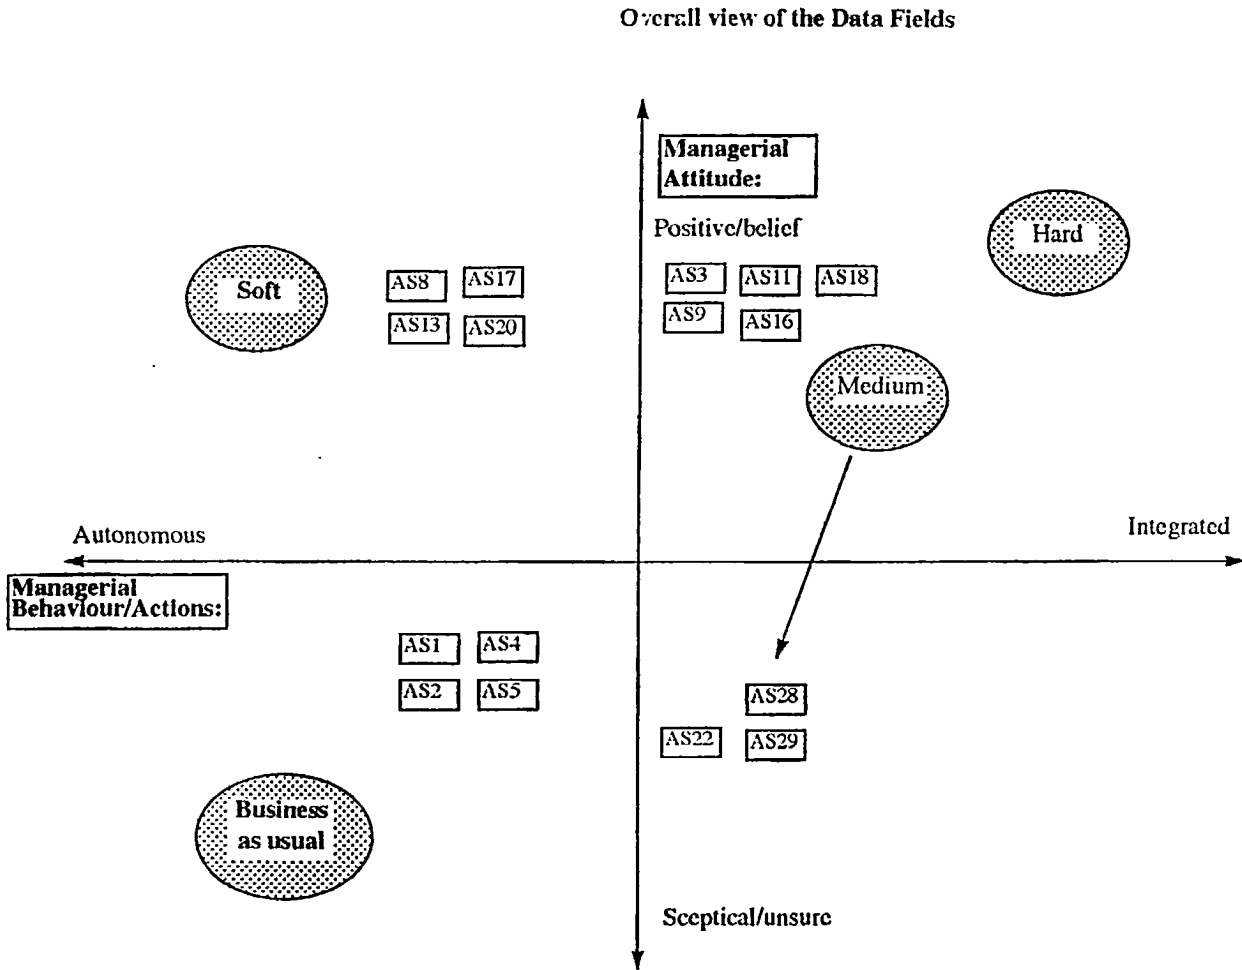 Overall view of the Data Fields
Managerial
Attitude:
Positive/belief
Hard
Soft
AS8
AS17
AS13
AS20
AS3
AS11
AS18
AS9
AS16
Medium
Autonomous
Integrated
Managerial
Behaviour/Actions:
AS1
AS4
AS2
AS5
AS28
AS22
AS29
Business
as usual
Sceptical/unsure